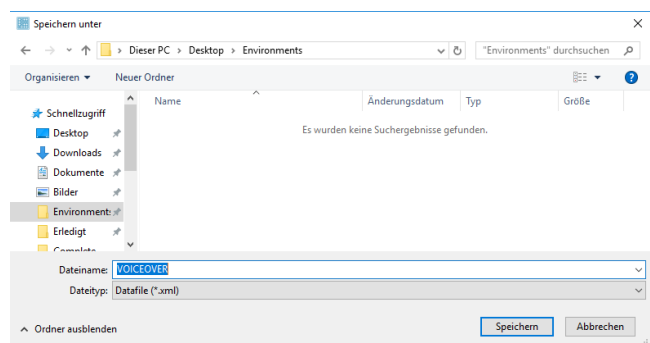 Speichern unter
Dieser PC > Desktop > Environments
"Environments" durchsuchen
Organisieren
Neuer Ordner
Name
Änderungsdatum
Typ
Größe
Es wurden keine Suchergebnisse gefunden.
Schnellzugriff
Desktop
Downloads
Dokumente
Bilder
Environments
Erledigt
Complete
Dateiname: VOICEOVER
Dateityp: Datafile (*.xml)
Ordner ausblenden
Speichern
Abbrechen